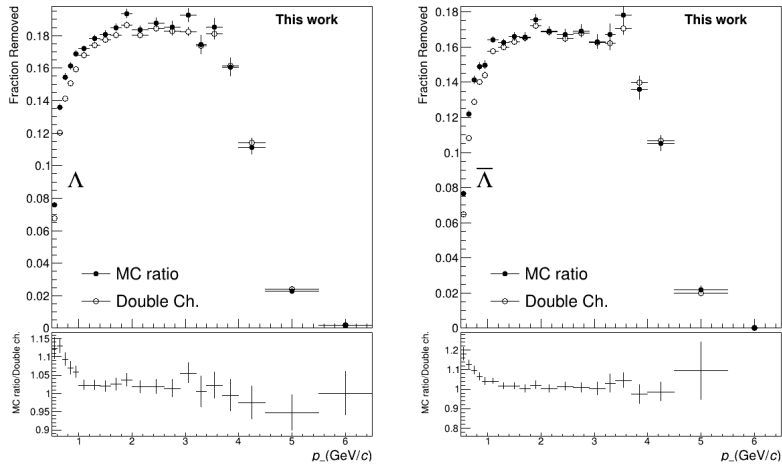 This work
Fraction Removed
0.18
0.16
0.14
0.12
0.1
0.08
0.06
0.04
0.02
0
Λ
MC ratio
Double Ch.
MC ratio/Double ch.
1.15
1.1
1.05
1
0.95
0.9
1 2 3 4 5 6
p_(GeV/c)
This work
Fraction Removed
0.18
0.16
0.14
0.12
0.1
0.08
0.06
0.04
0.02
0
Λ̅
MC ratio
Double Ch.
MC ratio/Double ch.
1.2
1.1
1
0.9
0.8
1 2 3 4 5 6
p_(GeV/c)